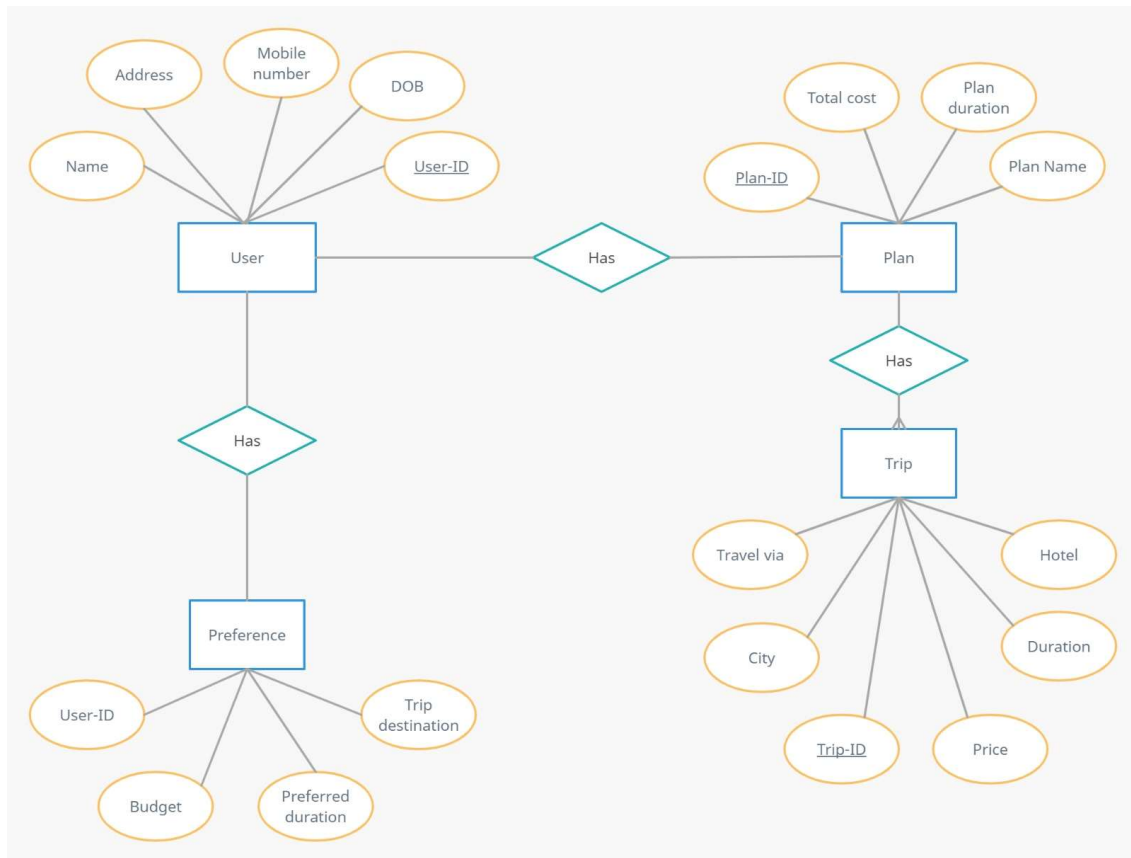 Mobile
number
Address
DOB
Name
User-ID
Total cost
Plan
duration
Plan-ID
Plan Name
User
Has
Plan
Has
Has
Trip
Travel via
Hotel
City
Duration
Trip-ID
Price
Preference
User-ID
Trip
destination
Budget
Preferred
duration